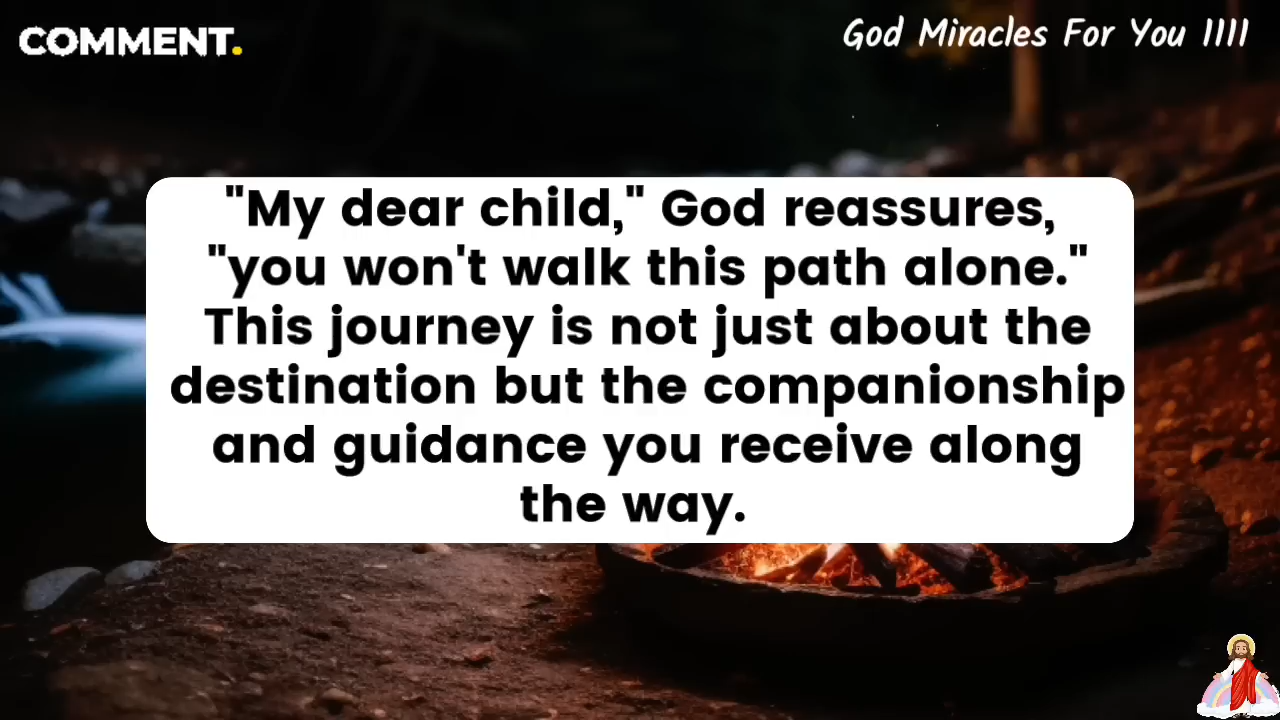 COMMENT.
God Miracles For You 1111
"My dear child," God reassures,
"you won't walk this path alone."
This journey is not just about the
destination but the companionship
and guidance you receive along
the way.